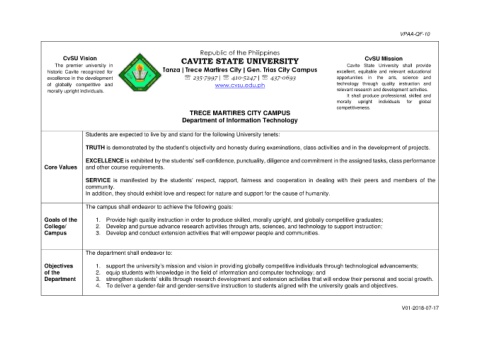 VPAA-QF-10
CvSU Vision
The premier university in
historic Cavite recognized for
excellence in the development
of globally competitive and
morally upright individuals.
Republic of the Philippines
CAVITE STATE UNIVERSITY
Tanza | Trece Martires City | Gen. Trias City Campus
☏ 235-7997 | ☏ 410-5247 | ☏ 437-0693
www.cvsu.edu.ph
TRECE MARTIRES CITY CAMPUS
Department of Information Technology
CvSU Mission
Cavite State University shall provide
excellent, equitable and relevant educational
opportunities in the arts, science and
technology through quality instruction and
relevant research and development activities.
It shall produce professional, skilled and
morally upright individuals for global
competitiveness.
Core Values
Students are expected to live by and stand for the following University tenets:
TRUTH is demonstrated by the student's objectivity and honesty during examinations, class activities and in the development of projects.
EXCELLENCE is exhibited by the students' self-confidence, punctuality, diligence and commitment in the assigned tasks, class performance
and other course requirements.
SERVICE is manifested by the students' respect, rapport, fairness and cooperation in dealing with their peers and members of the
community.
In addition, they should exhibit love and respect for nature and support for the cause of humanity.
Goals of the
College/
Campus
The campus shall endeavor to achieve the following goals:
1. Provide high quality instruction in order to produce skilled, morally upright, and globally competitive graduates;
2. Develop and pursue advance research activities through arts, sciences, and technology to support instruction;
3. Develop and conduct extension activities that will empower people and communities.
Objectives
of the
Department
The department shall endeavor to:
1. support the university's mission and vision in providing globally competitive individuals through technological advancements;
2. equip students with knowledge in the field of information and computer technology; and
3. strengthen students' skills through research development and extension activities that will endow their personal and social growth.
4. To deliver a gender-fair and gender-sensitive instruction to students aligned with the university goals and objectives.
V01-2018-07-17